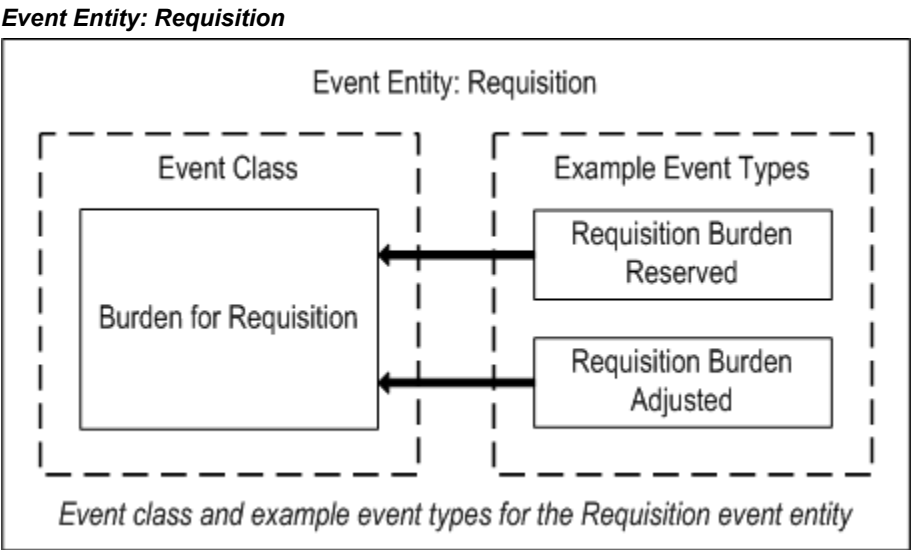 Event Entity: Requisition
Event Entity: Requisition
Event Class
Example Event Types
Burden for Requisition
Requisition Burden
Reserved
Requisition Burden
Adjusted
Event class and example event types for the Requisition event entity